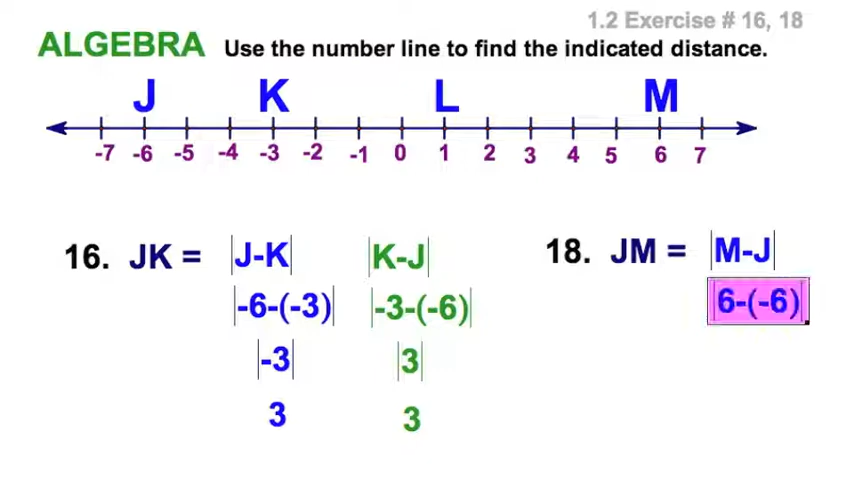 1.2 Exercise # 16, 18
ALGEBRA Use the number line to find the indicated distance.
J K L M
-7 -6 -5 -4 -3 -2 -1 0 1 2 3 4 5 6 7
16. JK = |J-K| |K-J| 18. JM = |M-J|
|-6-(-3)| |-3-(-6)| |6-(-6)|
|-3| |3|
3 3